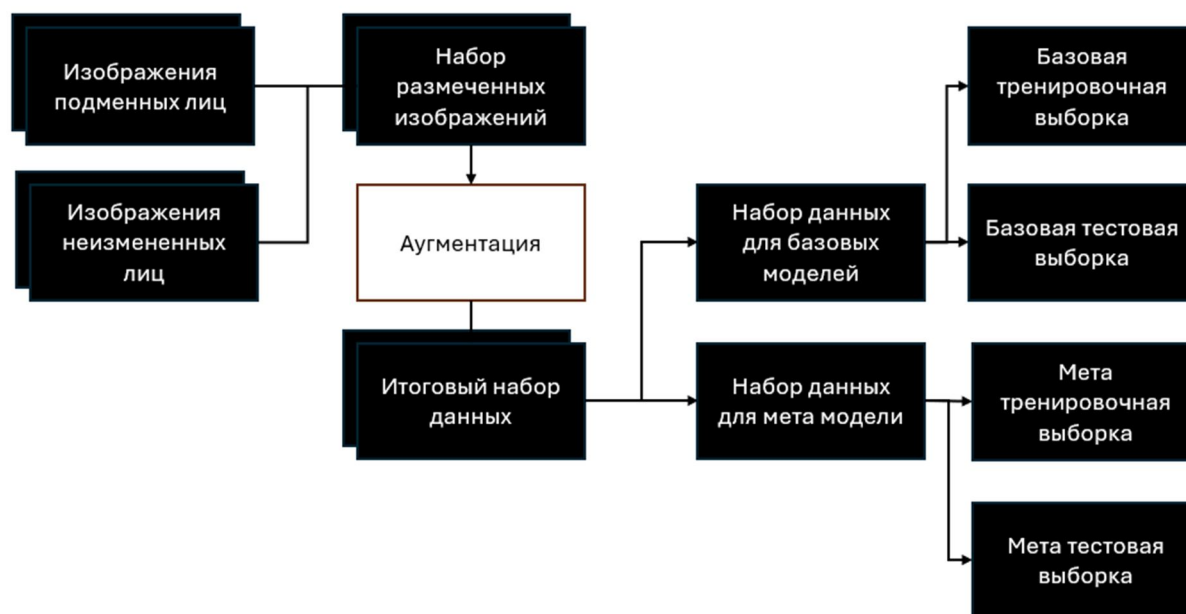 Изображения
подменных лиц
Набор
размеченных
изображений
Базовая
тренировочная
выборка
Изображения
неизмененных
лиц
Аугментация
Набор данных
для базовых
моделей
Базовая тестовая
выборка
Итоговый набор
данных
Набор данных
для мета модели
Мета
тренировочная
выборка
Мета тестовая
выборка